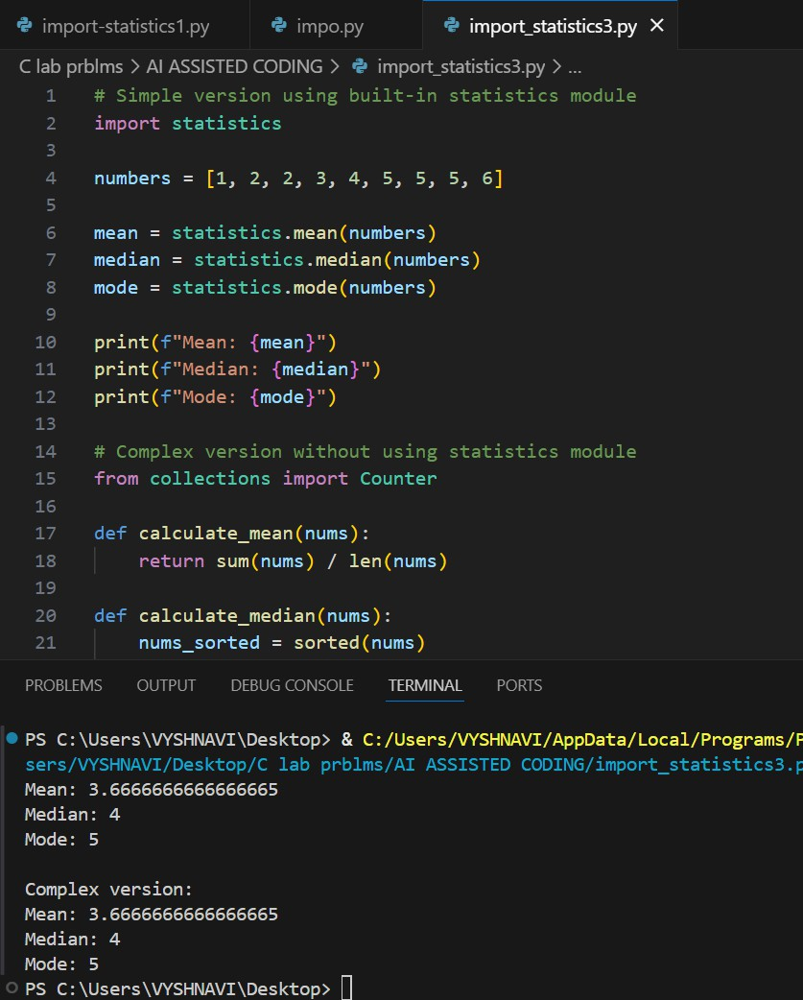 import-statistics1.py impo.py import_statistics3.py
C lab prblms > AI ASSISTED CODING > import_statistics3.py > ...
1 # Simple version using built-in statistics module
2 import statistics
3
4 numbers = [1, 2, 2, 3, 4, 5, 5, 5, 6]
5
6 mean = statistics.mean(numbers)
7 median = statistics.median(numbers)
8 mode = statistics.mode(numbers)
9
10 print(f"Mean: {mean}")
11 print(f"Median: {median}")
12 print(f"Mode: {mode}")
13
14 # Complex version without using statistics module
15 from collections import Counter
16
17 def calculate_mean(nums):
18     return sum(nums) / len(nums)
19
20 def calculate_median(nums):
21     nums_sorted = sorted(nums)
PROBLEMS OUTPUT DEBUG CONSOLE TERMINAL PORTS
PS C:\Users\VYSHNAVI\Desktop> & C:/Users/VYSHNAVI/AppData/Local/Programs/P
sers/VYSHNAVI/Desktop/C lab prblms/AI ASSISTED CODING/import_statistics3.p
Mean: 3.6666666666666665
Median: 4
Mode: 5
Complex version:
Mean: 3.6666666666666665
Median: 4
Mode: 5
PS C:\Users\VYSHNAVI\Desktop>